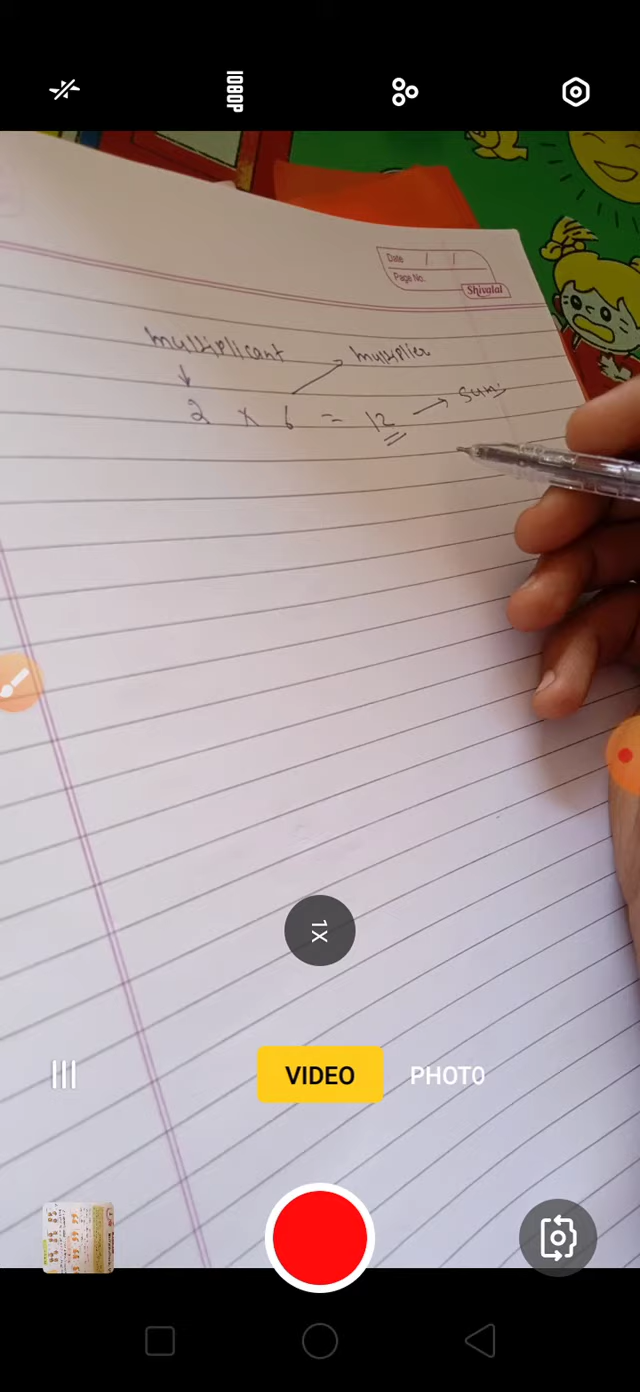 1080P
Date / /
Page No.
Shivalal
multiplicant
multiplier
2 x 6 = 12 → sum
1X
VIDEO PHOTO